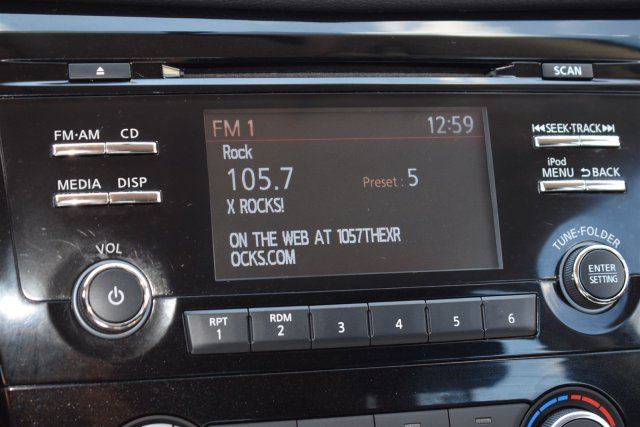 SCAN
FM·AM CD
MEDIA DISP
VOL
FM 1 12:59
Rock
105.7 Preset : 5
X ROCKS!
ON THE WEB AT 1057THEXR
OCKS.COM
SEEK·TRACK
iPod
MENU BACK
TUNE·FOLDER
ENTER
SETTING
RPT RDM
1 2 3 4 5 6